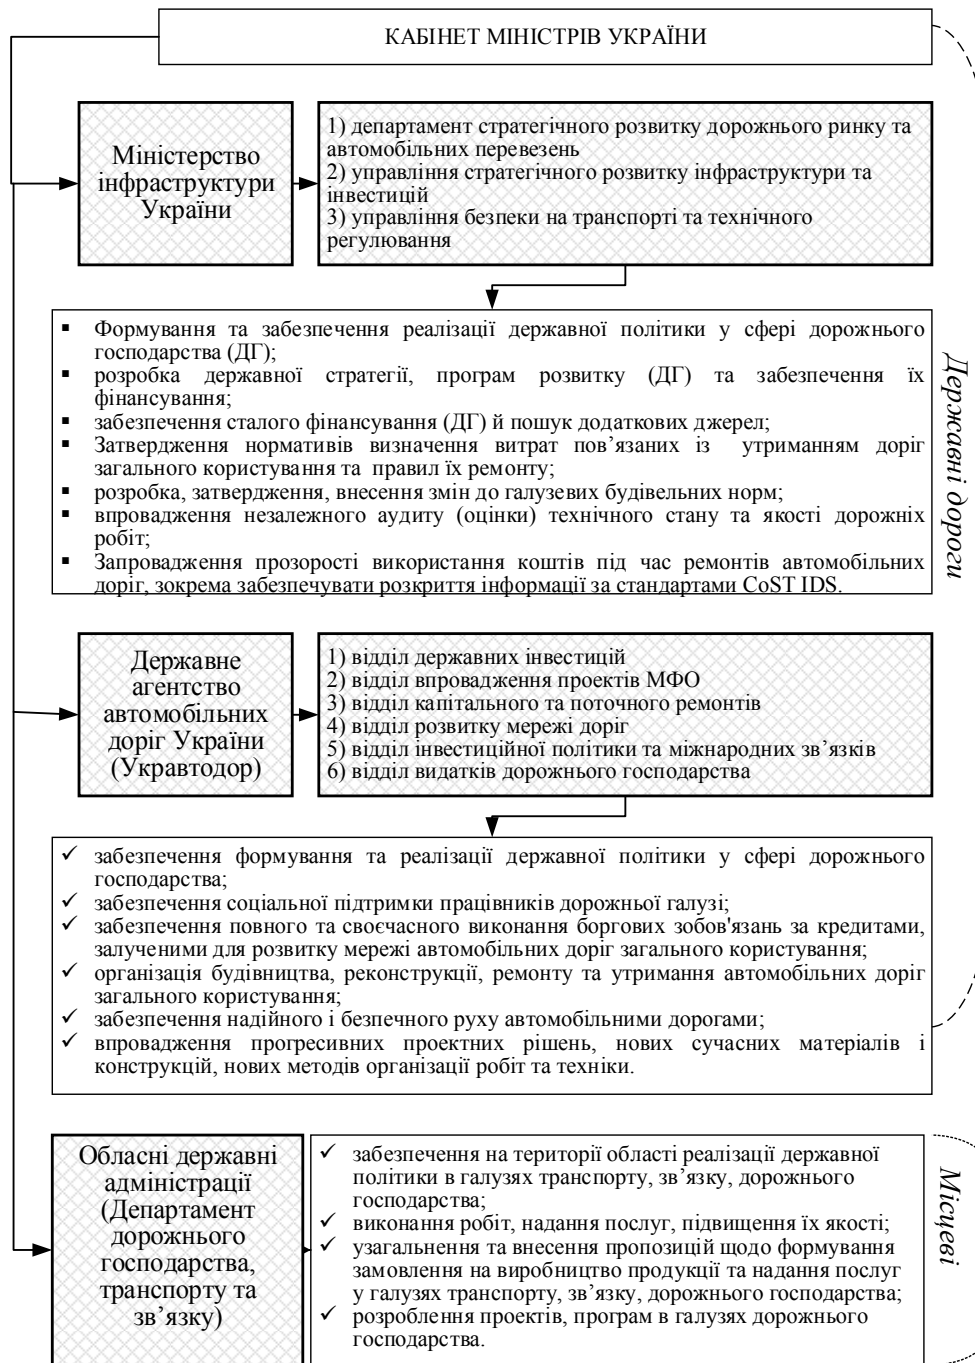 КАБІНЕТ МІНІСТРІВ УКРАЇНИ
Міністерство
інфраструктури
України
1) департамент стратегічного розвитку дорожнього ринку та
автомобільних перевезень
2) управління стратегічного розвитку інфраструктури та
інвестицій
3) управління безпеки на транспорті та технічного
регулювання
▪ Формування та забезпечення реалізації державної політики у сфері дорожнього
господарства (ДГ);
▪ розробка державної стратегії, програм розвитку (ДГ) та забезпечення їх
фінансування;
▪ забезпечення сталого фінансування (ДГ) й пошук додаткових джерел;
▪ Затвердження нормативів визначення витрат пов’язаних із утриманням доріг
загального користування та правил їх ремонту;
▪ розробка, затвердження, внесення змін до галузевих будівельних норм;
▪ впровадження незалежного аудиту (оцінки) технічного стану та якості дорожніх
робіт;
▪ Запровадження прозорості використання коштів під час ремонтів автомобільних
доріг, зокрема забезпечувати розкриття інформації за стандартами CoST IDS.
Державні дороги
Державне
агентство
автомобільних
доріг України
(Укравтодор)
1) відділ державних інвестицій
2) відділ впровадження проектів МФО
3) відділ капітального та поточного ремонтів
4) відділ розвитку мережі доріг
5) відділ інвестиційної політики та міжнародних зв’язків
6) відділ видатків дорожнього господарства
✓ забезпечення формування та реалізації державної політики у сфері дорожнього
господарства;
✓ забезпечення соціальної підтримки працівників дорожньої галузі;
✓ забезпечення повного та своєчасного виконання боргових зобов'язань за кредитами,
залученими для розвитку мережі автомобільних доріг загального користування;
✓ організація будівництва, реконструкції, ремонту та утримання автомобільних доріг
загального користування;
✓ забезпечення надійного і безпечного руху автомобільними дорогами;
✓ впровадження прогресивних проектних рішень, нових сучасних матеріалів і
конструкцій, нових методів організації робіт та техніки.
Обласні державні
адміністрації
(Департамент
дорожнього
господарства,
транспорту та
зв’язку)
✓ забезпечення на території області реалізації державної
політики в галузях транспорту, зв’язку, дорожнього
господарства;
✓ виконання робіт, надання послуг, підвищення їх якості;
✓ узагальнення та внесення пропозицій щодо формування
замовлення на виробництво продукції та надання послуг
у галузях транспорту, зв’язку, дорожнього господарства;
✓ розроблення проектів, програм в галузях дорожнього
господарства.
Місцеві